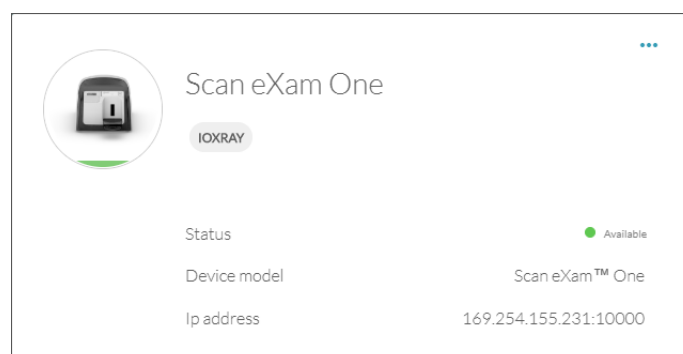 Scan eXam One
IOXRAY
Status Available
Device model Scan eXam™ One
Ip address 169.254.155.231:10000